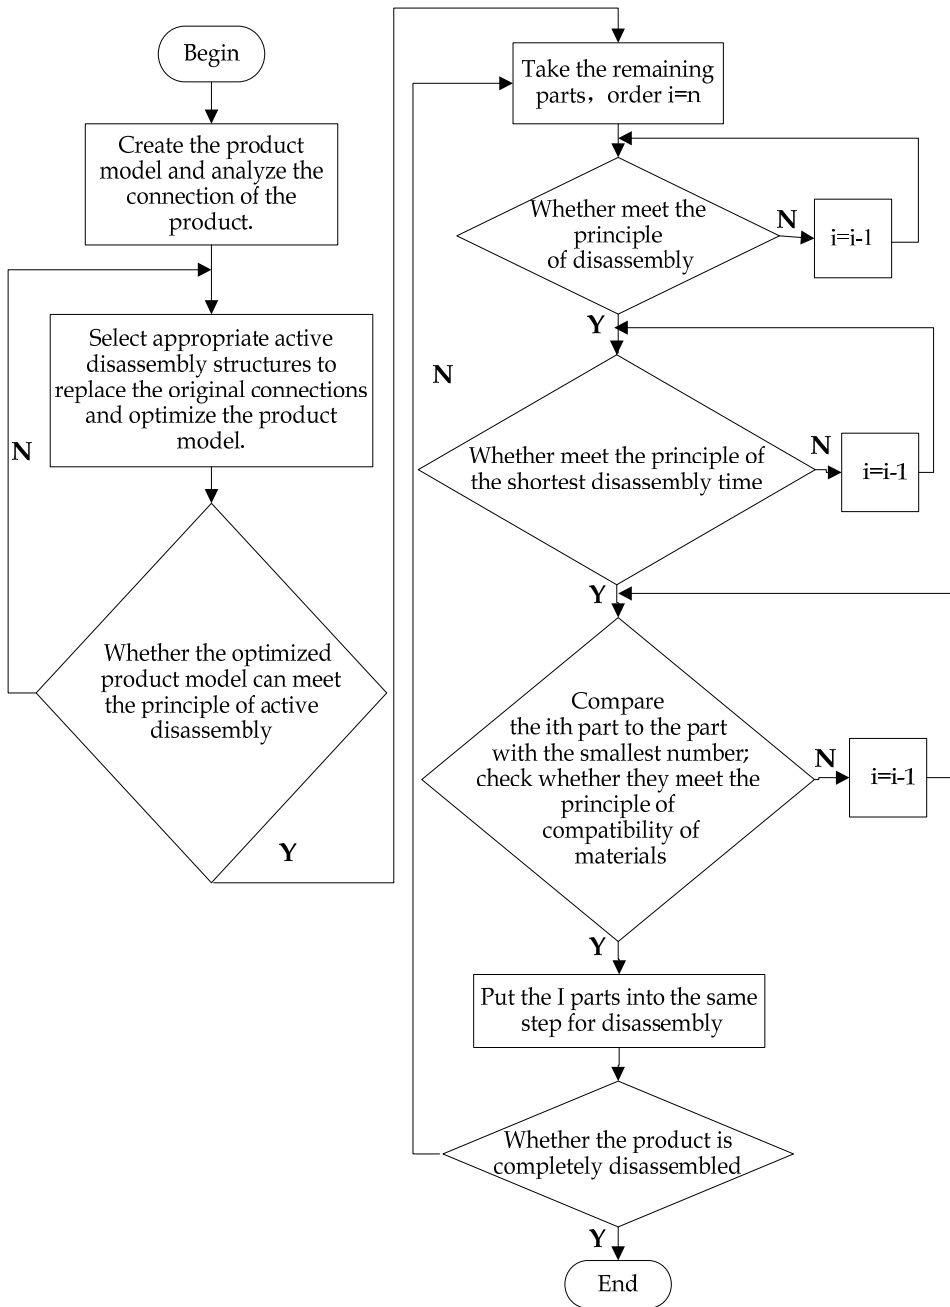 Begin
Create the product
model and analyze the
connection of the
product.
Select appropriate active
disassembly structures to
replace the original connections
and optimize the product
model.
N
Whether the optimized
product model can meet
the principle of active
disassembly
Y
Take the remaining
parts，order i=n
Whether meet the
principle
of disassembly
N
i=i-1
Y
N
Whether meet the principle of
the shortest disassembly time
N
i=i-1
Y
Compare
the ith part to the part
with the smallest number;
check whether they meet the
principle of
compatibility of
materials
N
i=i-1
Y
Put the I parts into the same
step for disassembly
Whether the product is
completely disassembled
Y
End